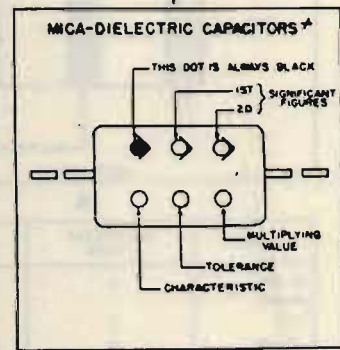 MICA-DIELECTRIC CAPACITORS
THIS DOT IS ALWAYS BLACK
1ST
SIGNIFICANT
FIGURES
2D
MULTIPLYING
VALUE
TOLERANCE
CHARACTERISTIC